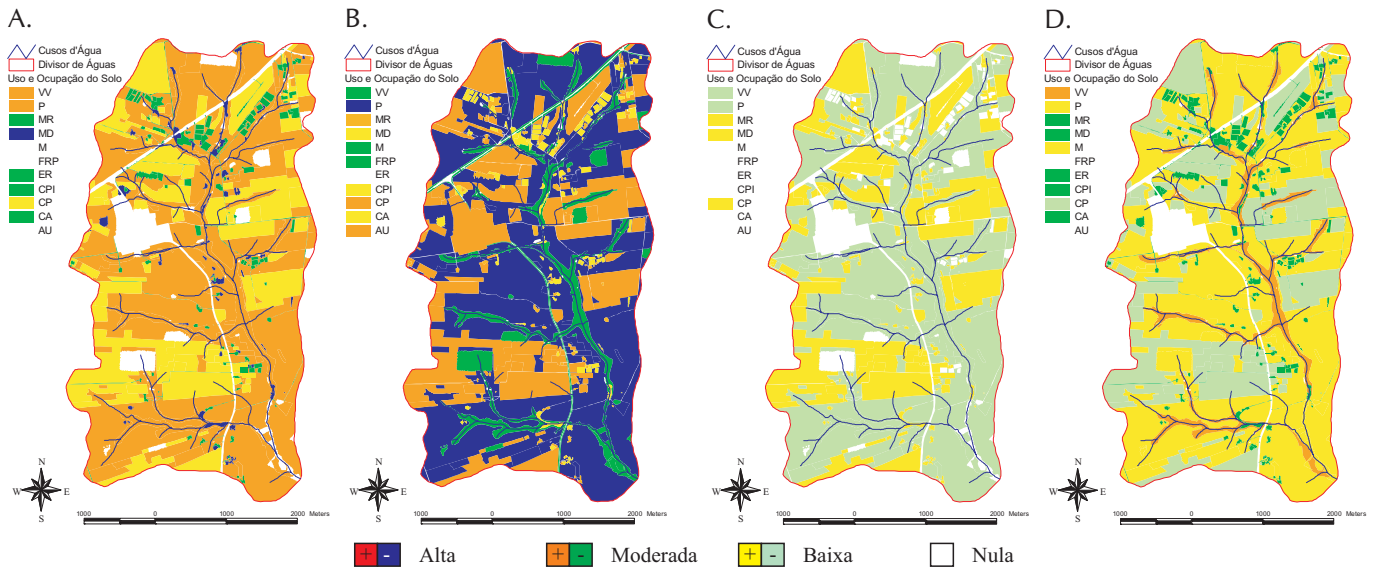 A.
Cusos d'Água
Divisor de Águas
Uso e Ocupação do Solo
VV
P
MR
MD
M
FRP
ER
CPI
CP
CA
AU
N
W E
S
1000 0 1000 2000 Meters
B.
Cusos d'Água
Divisor de Águas
Uso e Ocupação do Solo
VV
P
MR
MD
M
FRP
ER
CPI
CP
CA
AU
N
W E
S
1000 0 1000 2000 Meters
C.
Cusos d'Água
Divisor de Águas
Uso e Ocupação do Solo
VV
P
MR
MD
M
FRP
ER
CPI
CP
CA
AU
N
W E
S
1000 0 1000 2000 Meters
D.
Cusos d'Água
Divisor de Águas
Uso e Ocupação do Solo
VV
P
MR
MD
M
FRP
ER
CPI
CP
CA
AU
N
W E
S
1000 0 1000 2000 Meters
+ - Alta + - Moderada + - Baixa Nula